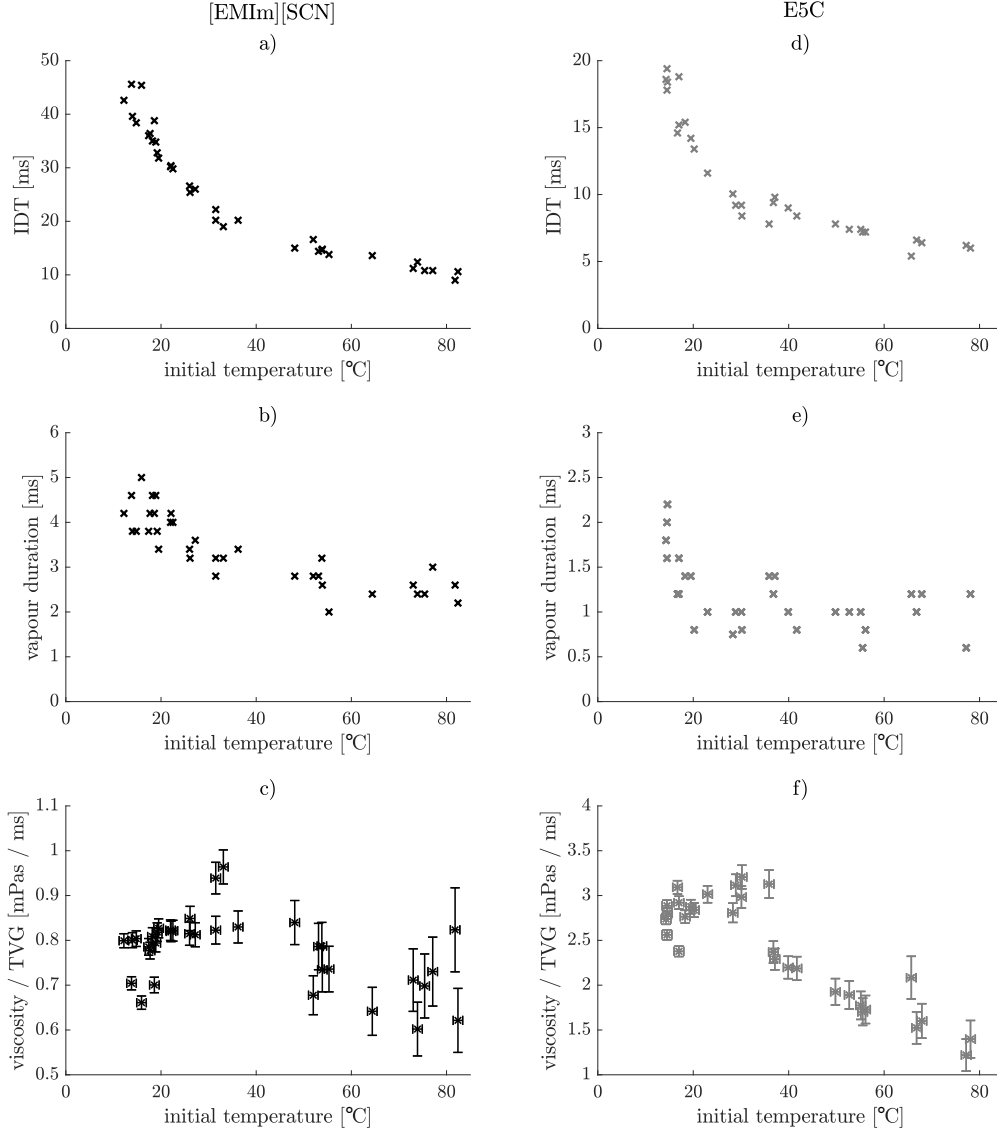 [EMIm][SCN]
E5C
a)
d)
50
40
30
20
10
0
IDT [ms]
0 20 40 60 80
initial temperature [°C]
20
15
10
5
0
IDT [ms]
0 20 40 60 80
initial temperature [°C]
b)
e)
6
5
4
3
2
1
0
vapour duration [ms]
0 20 40 60 80
initial temperature [°C]
3
2.5
2
1.5
1
0.5
0
vapour duration [ms]
0 20 40 60 80
initial temperature [°C]
c)
f)
1.1
1
0.9
0.8
0.7
0.6
0.5
viscosity / TVG [mPas / ms]
0 20 40 60 80
initial temperature [°C]
4
3.5
3
2.5
2
1.5
1
viscosity / TVG [mPas / ms]
0 20 40 60 80
initial temperature [°C]